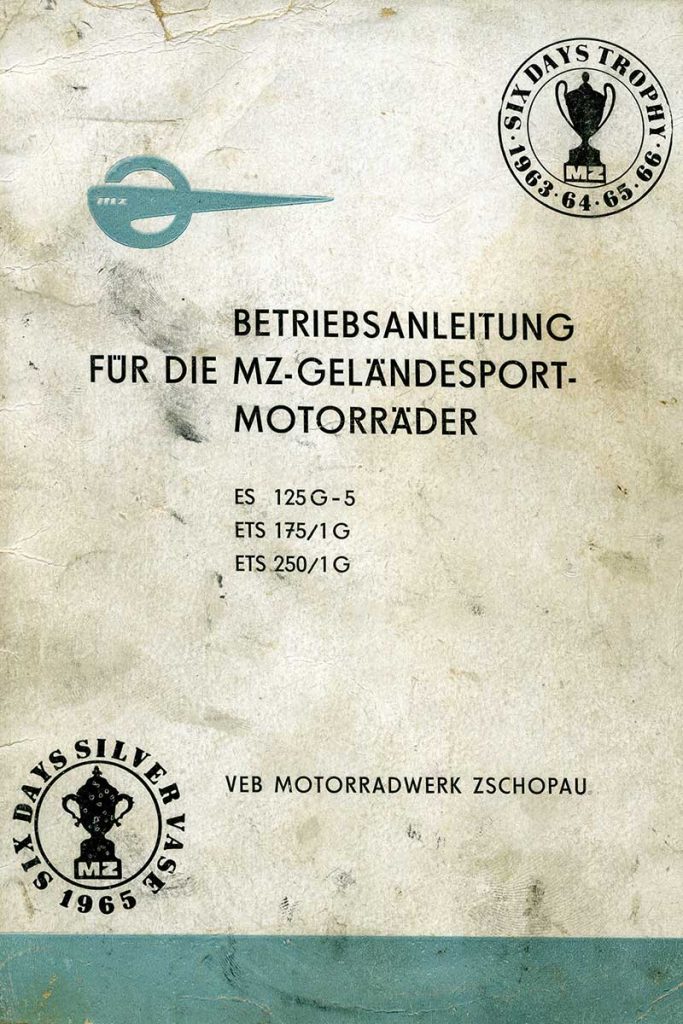 SIX DAYS TROPHY
· 1963 · 64 · 65 · 66 ·
MZ
MZ
BETRIEBSANLEITUNG
FÜR DIE MZ-GELÄNDESPORT-
MOTORRÄDER
ES 125 G - 5
ETS 175/1 G
ETS 250/1 G
VEB MOTORRADWERK ZSCHOPAU
SIX DAYS SILVER VASE
MZ
1965